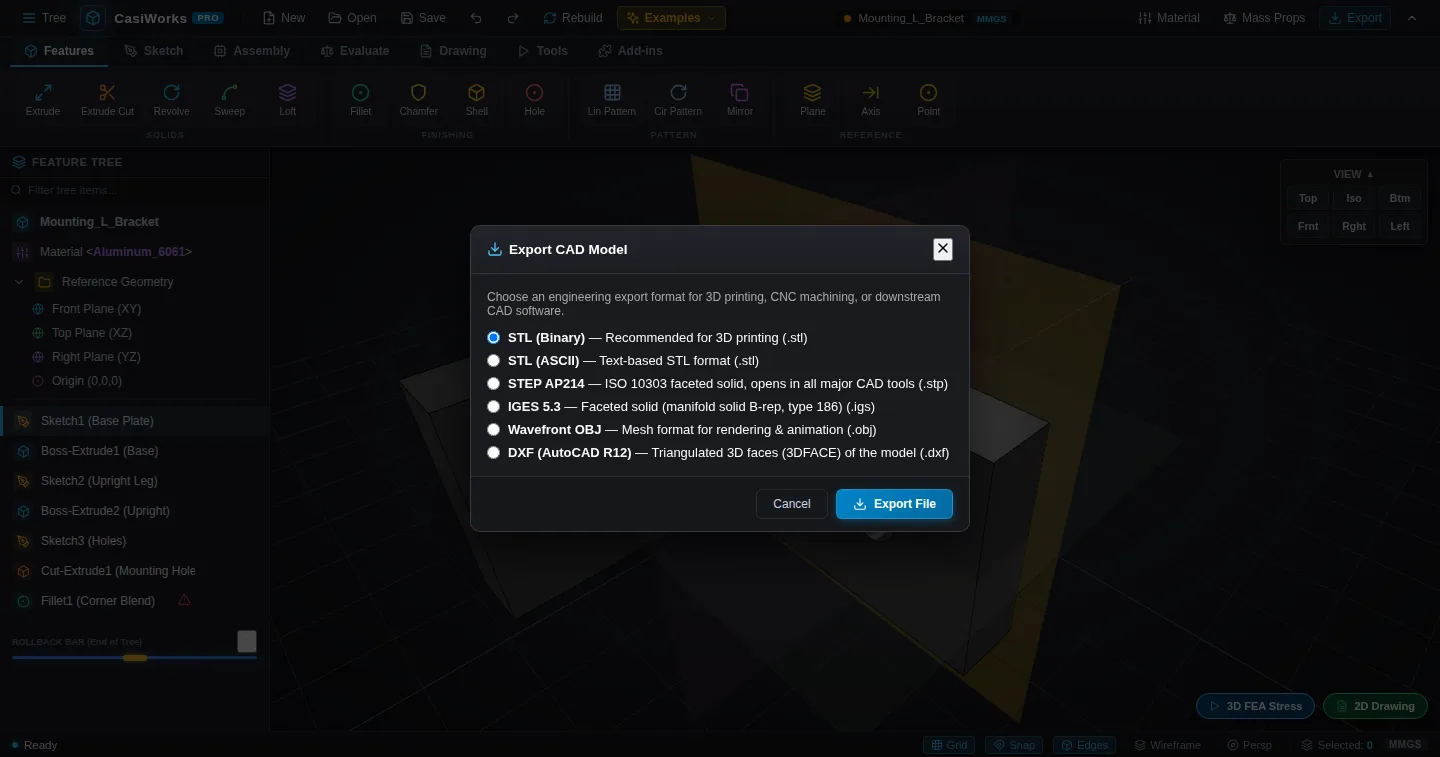 Tree
CasiWorks PRO
New
Open
Save
Rebuild
Examples
Mounting_L_Bracket MMGS
Material
Mass Props
Export
Features
Sketch
Assembly
Evaluate
Drawing
Tools
Add-ins
Extrude
Extrude Cut
Revolve
Sweep
Loft
Fillet
Chamfer
Shell
Hole
Lin Pattern
Cir Pattern
Mirror
Plane
Axis
Point
SOLIDS
FINISHING
PATTERN
REFERENCE
FEATURE TREE
Filter tree items...
Mounting_L_Bracket
Material <Aluminum_6061>
Reference Geometry
Front Plane (XY)
Top Plane (XZ)
Right Plane (YZ)
Origin (0,0,0)
Sketch1 (Base Plate)
Boss-Extrude1 (Base)
Sketch2 (Upright Leg)
Boss-Extrude2 (Upright)
Sketch3 (Holes)
Cut-Extrude1 (Mounting Hole
Fillet1 (Corner Blend)
ROLLBACK BAR (End of Tree)
VIEW ▲
Top Iso Btm
Frnt Rght Left
Export CAD Model
Choose an engineering export format for 3D printing, CNC machining, or downstream
CAD software.
STL (Binary) — Recommended for 3D printing (.stl)
STL (ASCII) — Text-based STL format (.stl)
STEP AP214 — ISO 10303 faceted solid, opens in all major CAD tools (.stp)
IGES 5.3 — Faceted solid (manifold solid B-rep, type 186) (.igs)
Wavefront OBJ — Mesh format for rendering & animation (.obj)
DXF (AutoCAD R12) — Triangulated 3D faces (3DFACE) of the model (.dxf)
Cancel
Export File
3D FEA Stress
2D Drawing
Ready
Grid
Snap
Edges
Wireframe
Persp
Selected: 0
MMGS